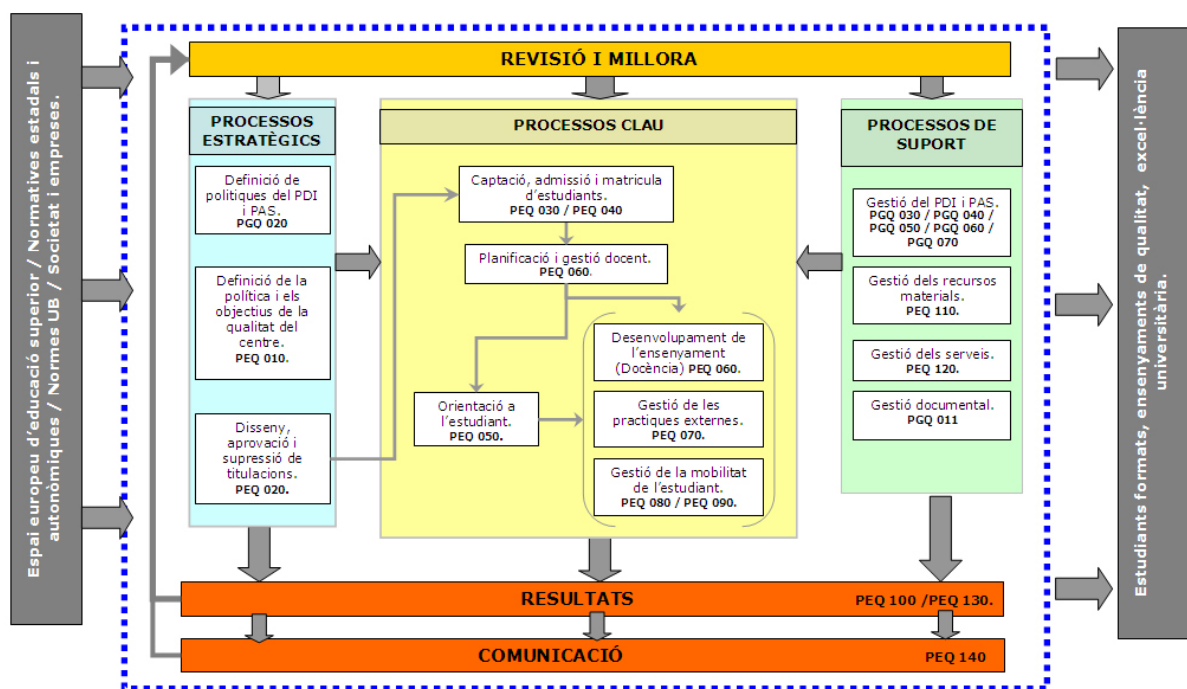 Espai europeu d'educació superior / Normatives estadals i
autonòmiques / Normes UB / Societat i empreses.
REVISIÓ I MILLORA
PROCESSOS
ESTRATÈGICS
Definició de
politiques del PDI
i PAS.
PGQ 020
Definició de la
política i els
objectius de la
qualitat del
centre.
PEQ 010.
Disseny,
aprovació i
supressió de
titulacions.
PEQ 020.
PROCESSOS CLAU
Captació, admissió i matricula
d'estudiants.
PEQ 030 / PEQ 040
Planificació i gestió docent.
PEQ 060.
Desenvolupament de
l'ensenyament
(Docència) PEQ 060.
Orientació a
l'estudiant.
PEQ 050.
Gestió de les
practiques externes.
PEQ 070.
Gestió de la mobilitat
de l'estudiant.
PEQ 080 / PEQ 090.
PROCESSOS DE
SUPORT
Gestió del PDI i PAS.
PGQ 030 / PGQ 040 /
PGQ 050 / PGQ 060 /
PGQ 070
Gestió dels recursos
materials.
PEQ 110.
Gestió dels serveis.
PEQ 120.
Gestió documental.
PGQ 011
RESULTATS
PEQ 100 /PEQ 130.
COMUNICACIÓ
PEQ 140
Estudiants formats, ensenyaments de qualitat, excel·lència
universitària.